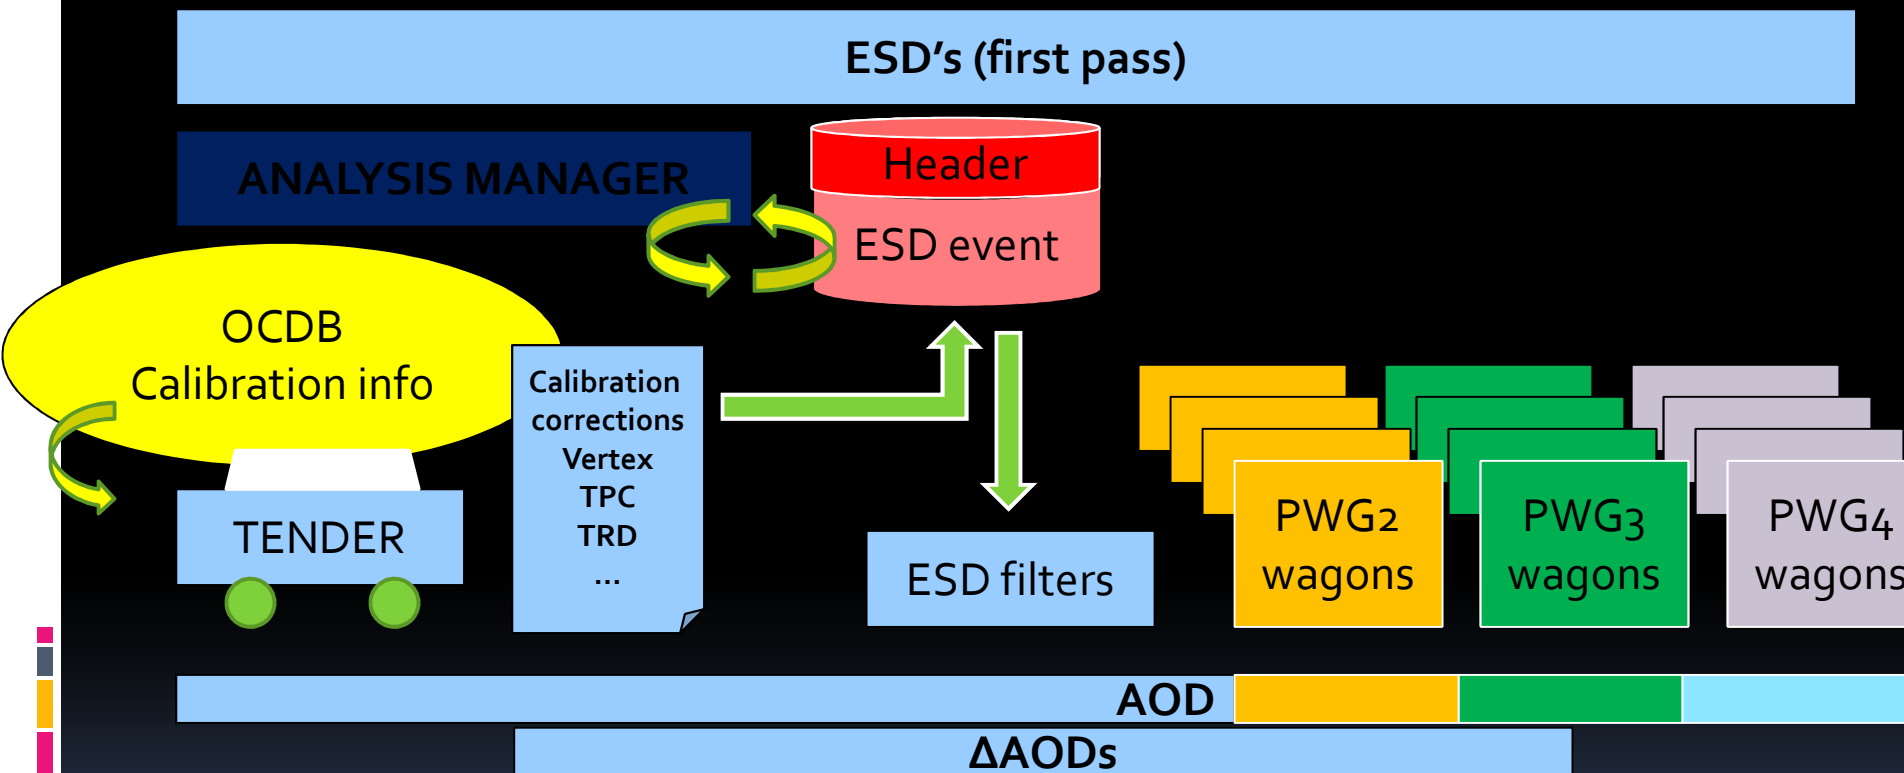 ESD's (first pass)
ANALYSIS MANAGER
Header
ESD event
OCDB
Calibration info
Calibration
corrections
Vertex
TPC
TRD
...
TENDER
ESD filters
PWG2
wagons
PWG3
wagons
PWG4
wagons
AOD
ΔAODs